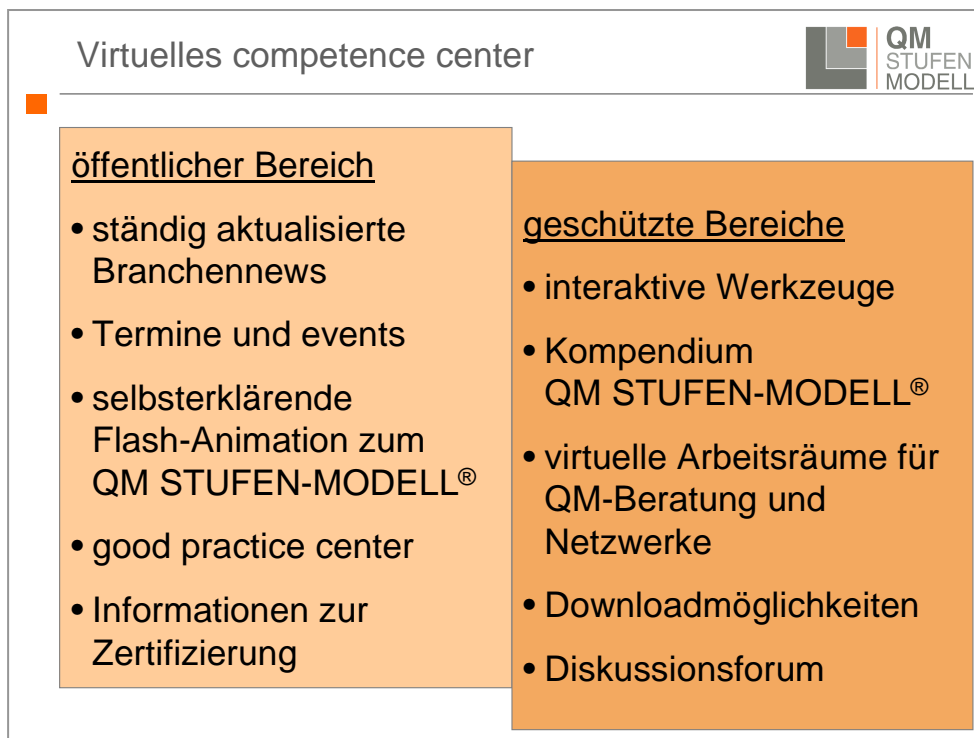 Virtuelles competence center
QM
STUFEN
MODELL
öffentlicher Bereich
• ständig aktualisierte
Branchennews
• Termine und events
• selbsterklärende
Flash-Animation zum
QM STUFEN-MODELL®
• good practice center
• Informationen zur
Zertifizierung
geschützte Bereiche
• interaktive Werkzeuge
• Kompendium
QM STUFEN-MODELL®
• virtuelle Arbeitsräume für
QM-Beratung und
Netzwerke
• Downloadmöglichkeiten
• Diskussionsforum